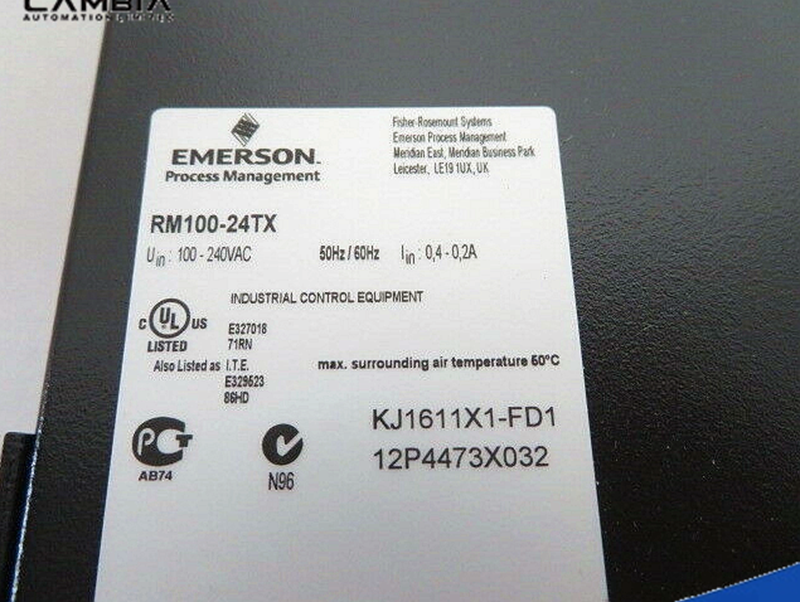 AUTOMATION LIMITED
EMERSON™
Process Management
Fisher-Rosemount Systems
Emerson Process Management
Meridian East, Meridian Business Park
Leicester, LE19 1UX, UK
RM100-24TX
Uin : 100 - 240VAC 50Hz / 60Hz Iin : 0,4 - 0,2A
INDUSTRIAL CONTROL EQUIPMENT
C UL US
LISTED
E327018
71RN
Also Listed as I.T.E.
E329523
86HD
max. surrounding air temperature 60°C
KJ1611X1-FD1
12P4473X032
PCT
AB74
N96